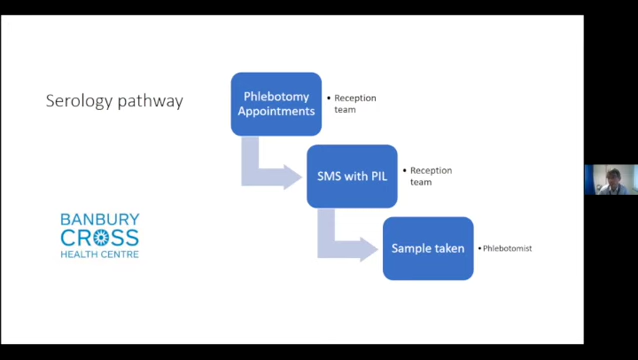 Serology pathway
Phlebotomy
Appointments
• Reception
team
SMS with PIL
• Reception
team
Sample taken
• Phlebotomist
BANBURY
CROSS
HEALTH CENTRE